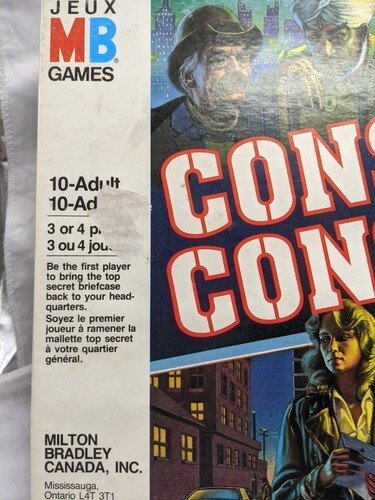 JEUX
MB®
GAMES
CONS
CONS
10-Adult
10-Ad
3 or 4 p
3 ou 4 jou
Be the first player
to bring the top
secret briefcase
back to your head-
quarters.
Soyez le premier
joueur à ramener la
mallette top secret
à votre quartier
général.
MILTON
BRADLEY
CANADA, INC.
Mississauga,
Ontario L4T 3T1